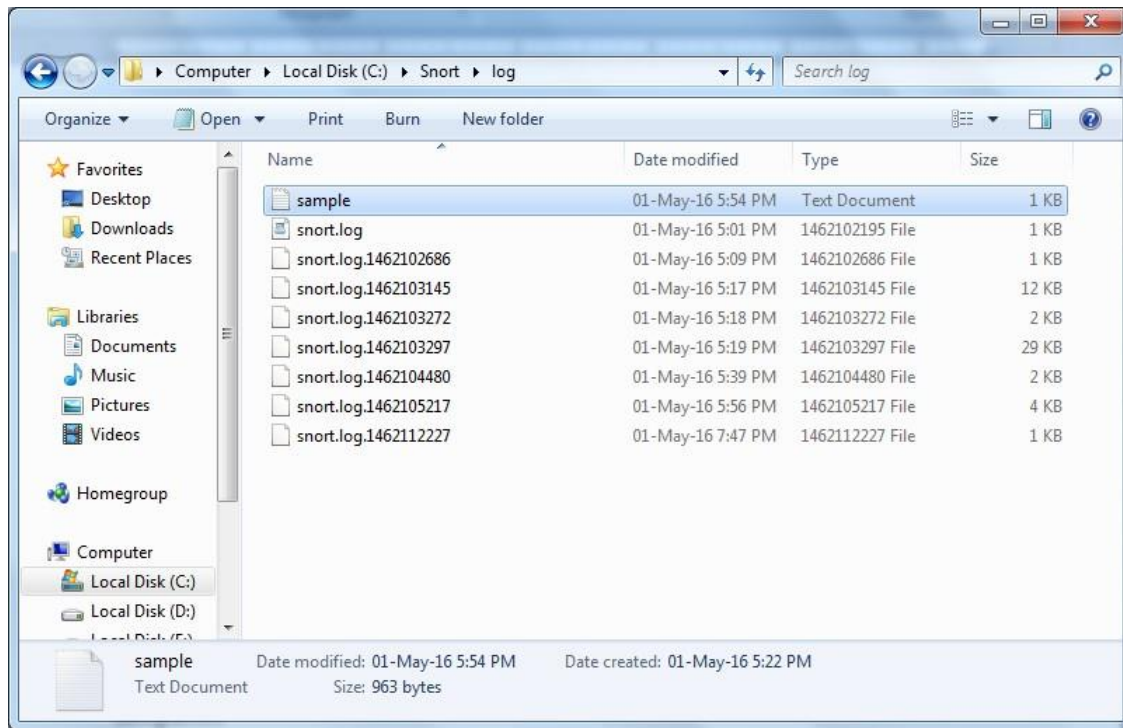 Computer Local Disk (C:) Snort log Search log
Organize Open Print Burn New folder
Favorites
Desktop
Downloads
Recent Places
Libraries
Documents
Music
Pictures
Videos
Homegroup
Computer
Local Disk (C:)
Local Disk (D:)
Name Date modified Type Size
sample 01-May-16 5:54 PM Text Document 1 KB
snort.log 01-May-16 5:01 PM 1462102195 File 1 KB
snort.log.1462102686 01-May-16 5:09 PM 1462102686 File 1 KB
snort.log.1462103145 01-May-16 5:17 PM 1462103145 File 12 KB
snort.log.1462103272 01-May-16 5:18 PM 1462103272 File 2 KB
snort.log.1462103297 01-May-16 5:19 PM 1462103297 File 29 KB
snort.log.1462104480 01-May-16 5:39 PM 1462104480 File 2 KB
snort.log.1462105217 01-May-16 5:56 PM 1462105217 File 4 KB
snort.log.1462112227 01-May-16 7:47 PM 1462112227 File 1 KB
sample Date modified: 01-May-16 5:54 PM Date created: 01-May-16 5:22 PM
Text Document Size: 963 bytes